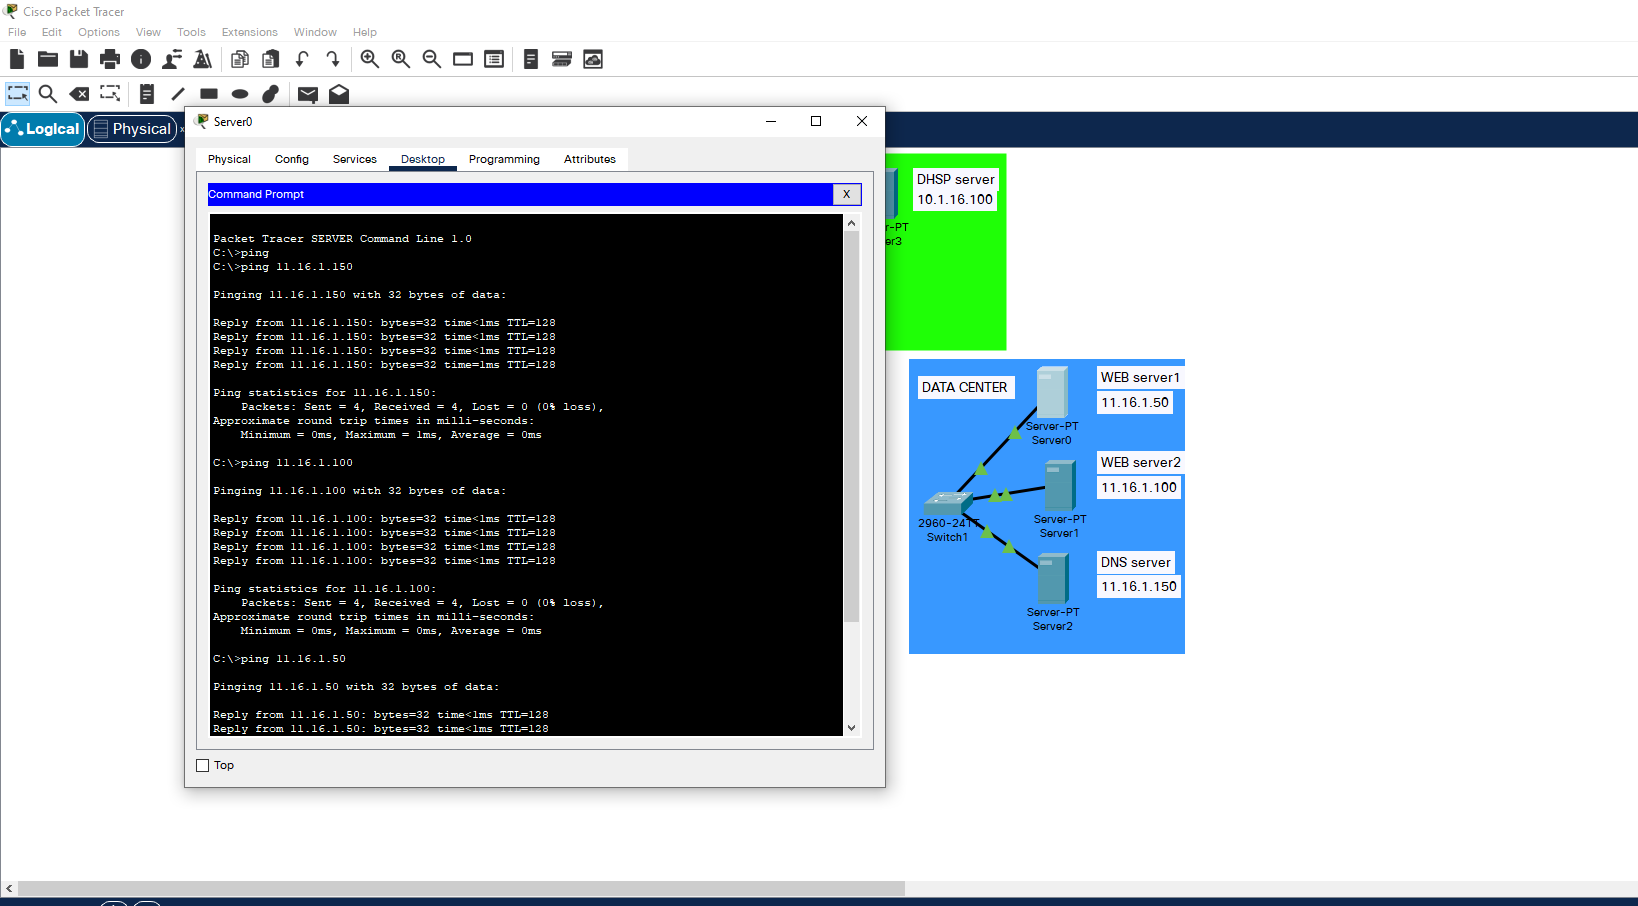 Cisco Packet Tracer
File Edit Options View Tools Extensions Window Help
Logical Physical
Server0
Physical Config Services Desktop Programming Attributes
Command Prompt X
Packet Tracer SERVER Command Line 1.0
C:\>ping
C:\>ping 11.16.1.150
Pinging 11.16.1.150 with 32 bytes of data:
Reply from 11.16.1.150: bytes=32 time<1ms TTL=128
Reply from 11.16.1.150: bytes=32 time<1ms TTL=128
Reply from 11.16.1.150: bytes=32 time<1ms TTL=128
Reply from 11.16.1.150: bytes=32 time=1ms TTL=128
Ping statistics for 11.16.1.150:
Packets: Sent = 4, Received = 4, Lost = 0 (0% loss),
Approximate round trip times in milli-seconds:
Minimum = 0ms, Maximum = 1ms, Average = 0ms
C:\>ping 11.16.1.100
Pinging 11.16.1.100 with 32 bytes of data:
Reply from 11.16.1.100: bytes=32 time<1ms TTL=128
Reply from 11.16.1.100: bytes=32 time<1ms TTL=128
Reply from 11.16.1.100: bytes=32 time<1ms TTL=128
Reply from 11.16.1.100: bytes=32 time<1ms TTL=128
Ping statistics for 11.16.1.100:
Packets: Sent = 4, Received = 4, Lost = 0 (0% loss),
Approximate round trip times in milli-seconds:
Minimum = 0ms, Maximum = 0ms, Average = 0ms
C:\>ping 11.16.1.50
Pinging 11.16.1.50 with 32 bytes of data:
Reply from 11.16.1.50: bytes=32 time<1ms TTL=128
Reply from 11.16.1.50: bytes=32 time<1ms TTL=128
Top
DHSP server
10.1.16.100
r-PT
er3
DATA CENTER
WEB server1
11.16.1.50
Server-PT
Server0
WEB server2
11.16.1.100
2960-24TT
Switch1
Server-PT
Server1
DNS server
11.16.1.150
Server-PT
Server2